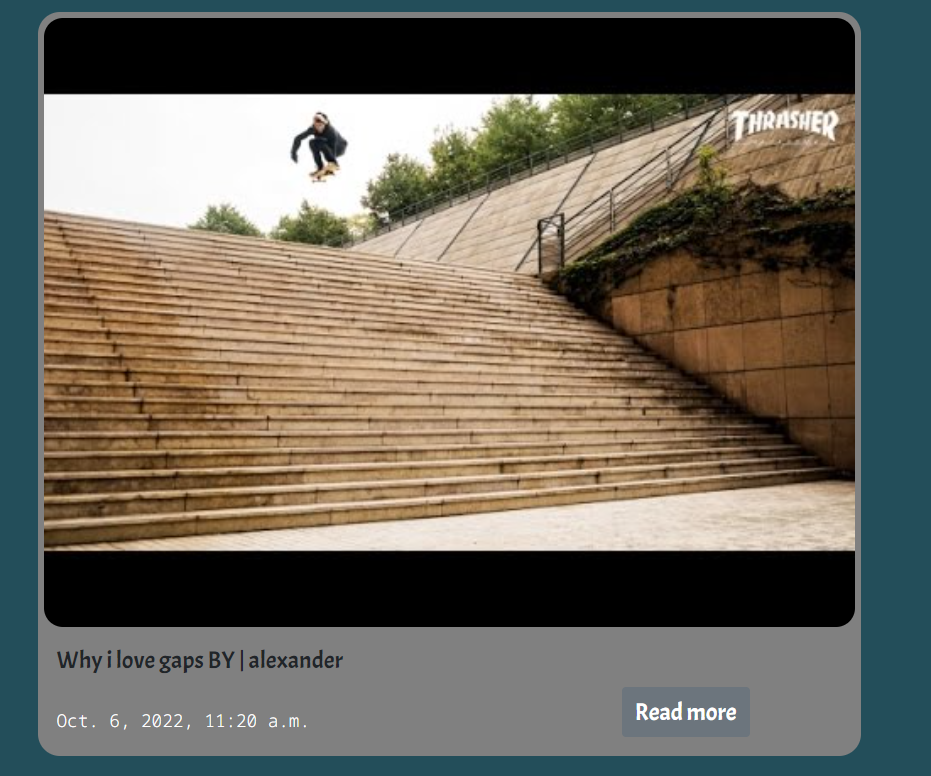 THRASHER
Why i love gaps BY | alexander
Oct. 6, 2022, 11:20 a.m.
Read more